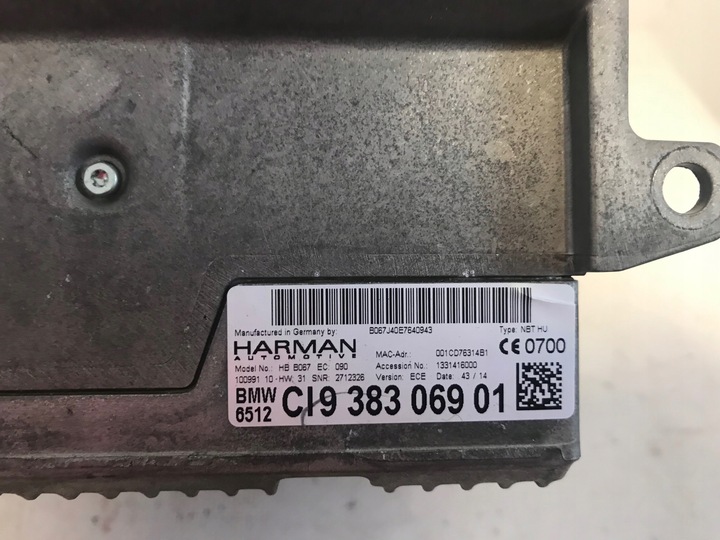 Manufactured in Germany by: B067J40E7640943 Type: NBT HU
HARMAN
AUTOMOTIVE
MAC-Adr.: 001CD76314B1 CE 0700
Model No.: HB B067 EC: 090 Accession No.: 1331416000
100991 10 - HW: 31 SNR: 2712326 Version: ECE Date: 43 / 14
BMW
6512 CI9 383 069 01